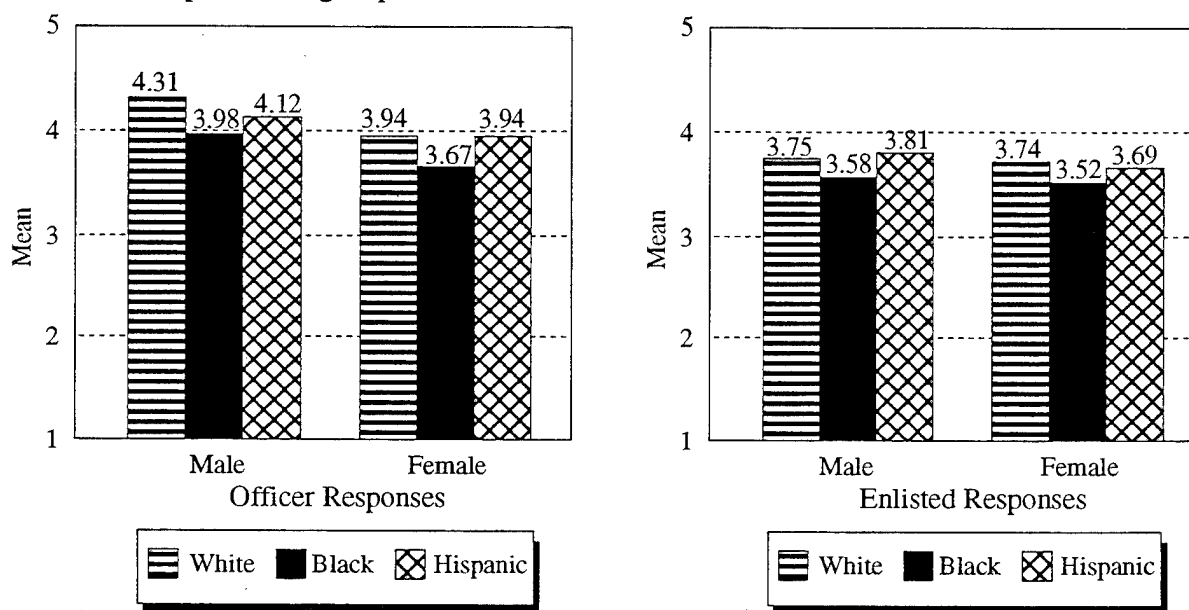 5
4.31
3.98
4.12
3.94
3.67
3.94
4
3
2
1
Mean
Male Female
Officer Responses
White Black Hispanic
5
3.75
3.58
3.81
3.74
3.52
3.69
4
3
2
1
Mean
Male Female
Enlisted Responses
White Black Hispanic